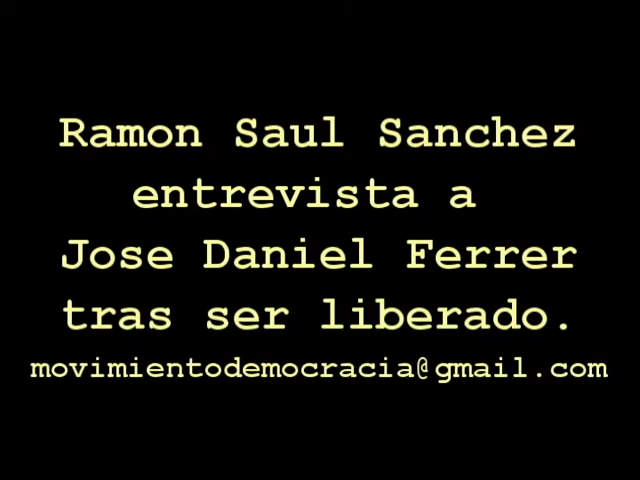 Ramon Saul Sanchez
entrevista a
Jose Daniel Ferrer
tras ser liberado.
movimientodemocracia@gmail.com